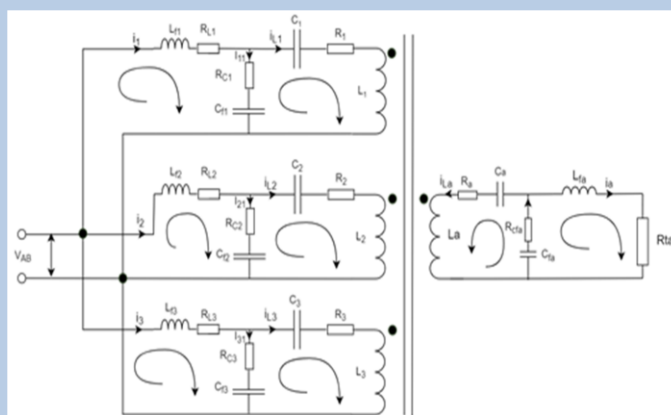 i1 Lf1 RL1 i11 iL1 C1 R1
RC1
Cf1
L1
i2 Lf2 RL2 i21 iL2 C2 R2
RC2
Cf2
L2
VAB
iLa Ra Ca Lfa ia
La
Rcfa
Cfa
Rta
i3 Lf3 RL3 i31 iL3 C3 R3
RC3
Cf3
L3